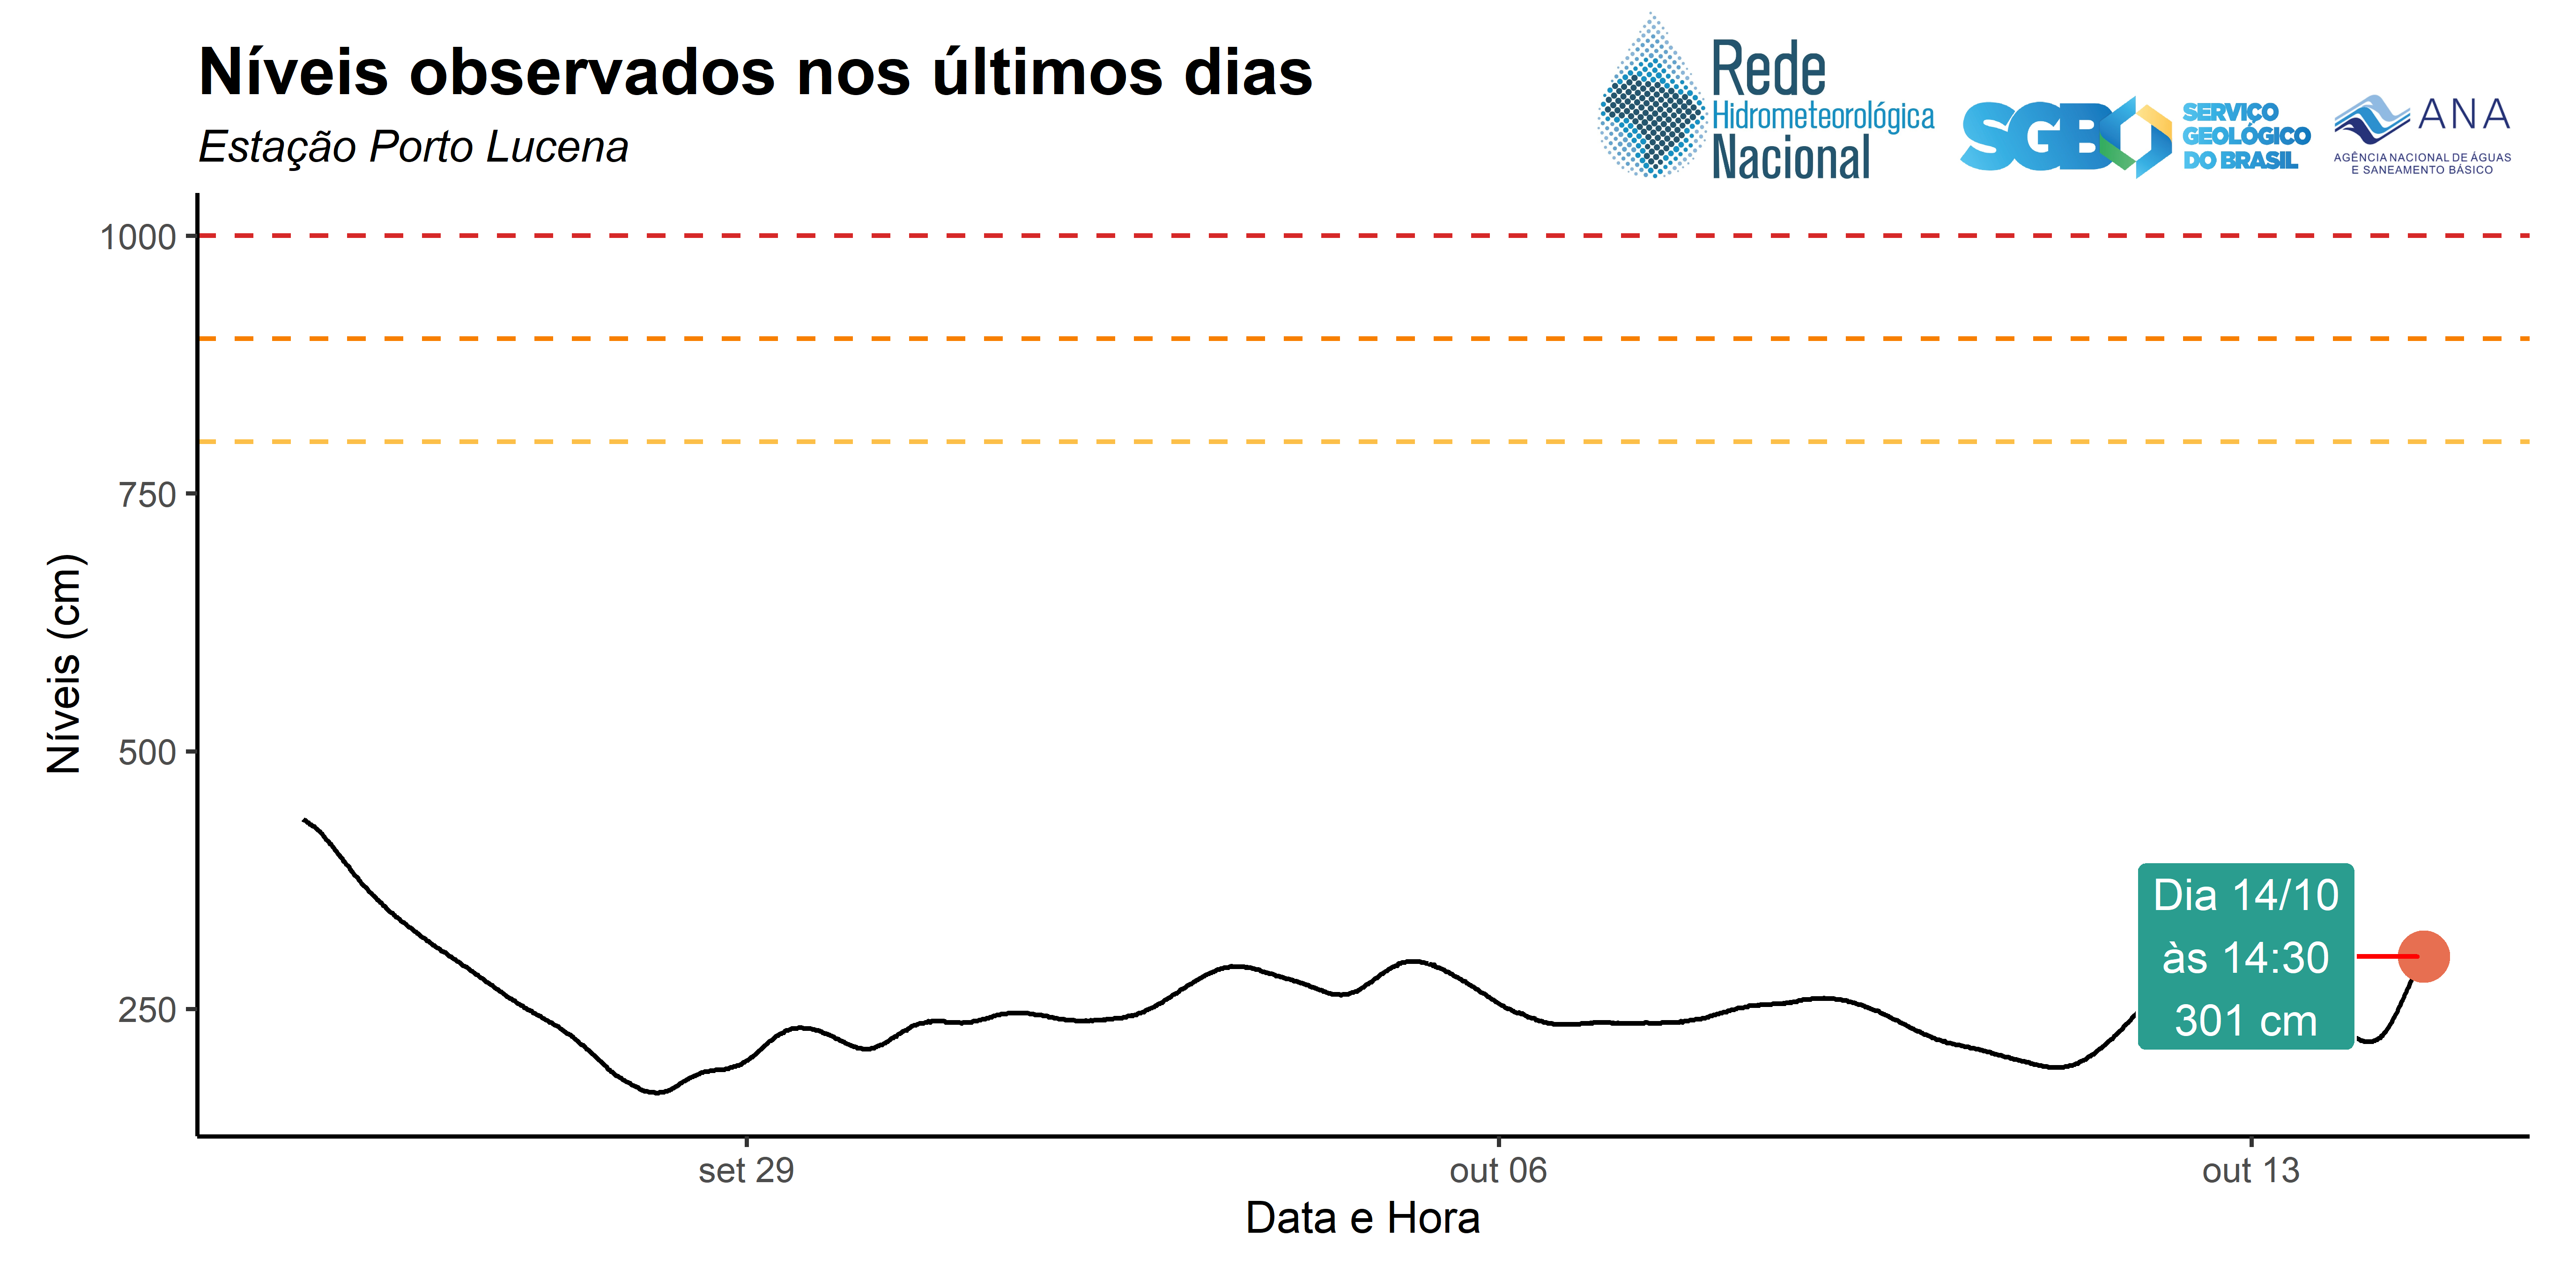 Níveis observados nos últimos dias
Estação Porto Lucena
Rede
Hidrometeorológica
Nacional
SGB
SERVIÇO
GEOLÓGICO
DO BRASIL
ANA
AGÊNCIA NACIONAL DE ÁGUAS
E SANEAMENTO BÁSICO
Níveis (cm)
1000
750
500
250
Dia 14/10
às 14:30
301 cm
set 29
out 06
out 13
Data e Hora